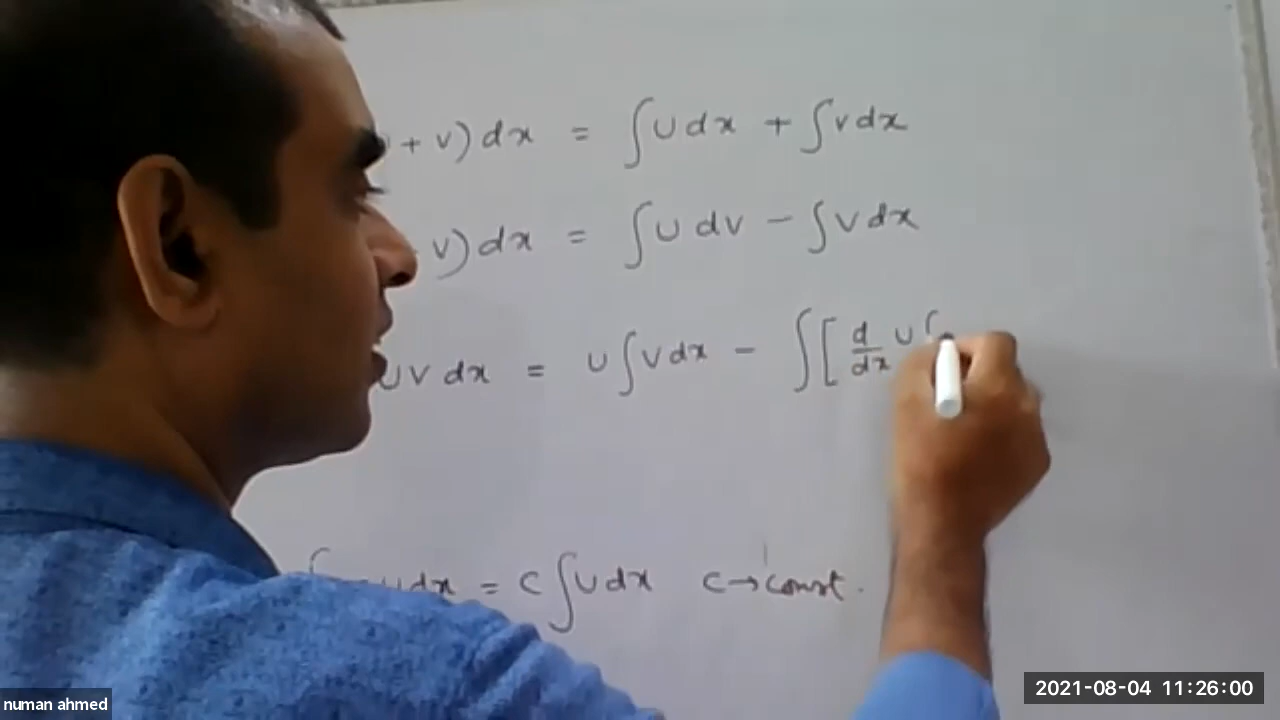 + v) dx = ∫U dx + ∫v dx
v) dx = ∫U dv - ∫V dx
UV dx = U∫V dx - ∫[d/dx U ∫
u dx = C∫U dx C→const.
numan ahmed
2021-08-04 11:26:00